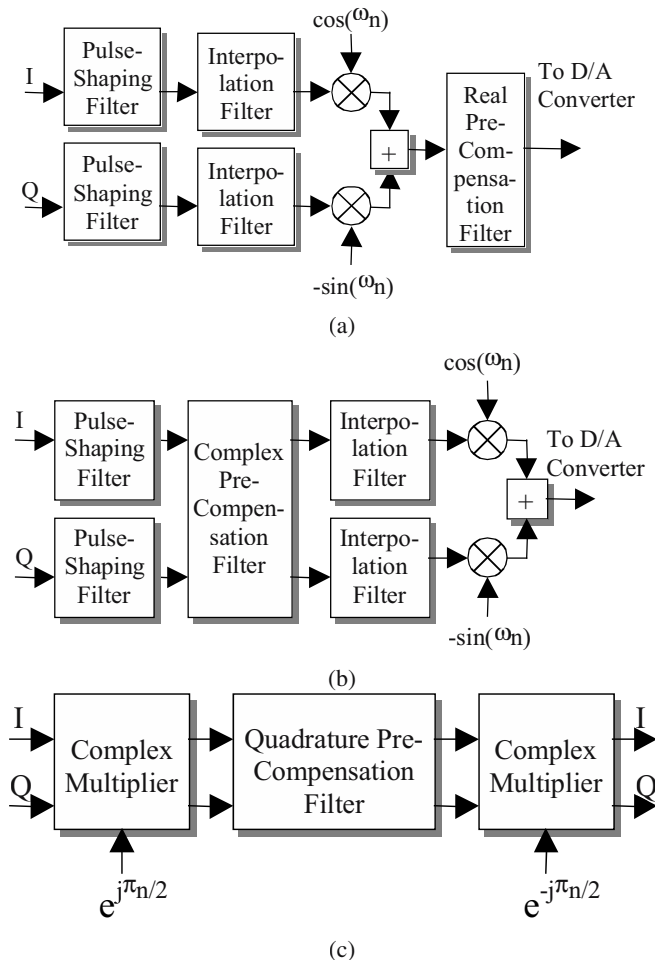 cos(ωn)
I
Pulse-
Shaping
Filter
Interpo-
lation
Filter
To D/A
Converter
Real
Pre-
Com-
pensa-
tion
Filter
+
Q
Pulse-
Shaping
Filter
Interpo-
lation
Filter
-sin(ωn)
(a)
cos(ωn)
I
Pulse-
Shaping
Filter
Complex
Pre-
Compen-
sation
Filter
Interpo-
lation
Filter
To D/A
Converter
+
Q
Pulse-
Shaping
Filter
Interpo-
lation
Filter
-sin(ωn)
(b)
I
Q
Complex
Multiplier
Quadrature Pre-
Compensation
Filter
Complex
Multiplier
I
Q
e^jπn/2
e^-jπn/2
(c)